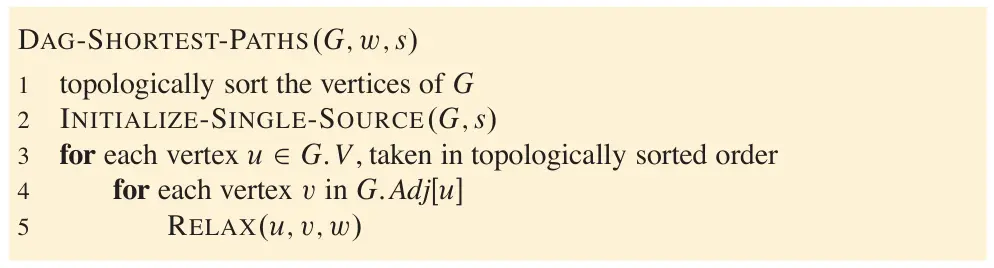 DAG-SHORTEST-PATHS(G, w, s)
1 topologically sort the vertices of G
2 INITIALIZE-SINGLE-SOURCE(G, s)
3 for each vertex u ∈ G.V, taken in topologically sorted order
4 for each vertex v in G.Adj[u]
5 RELAX(u, v, w)